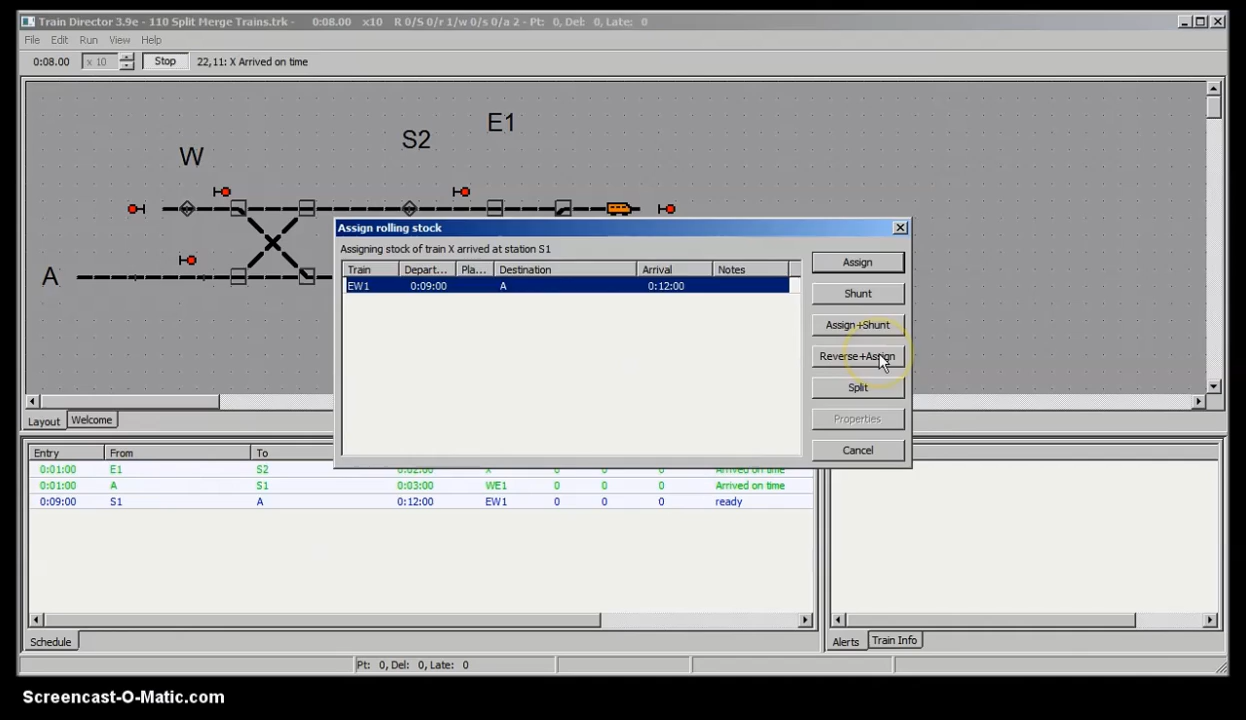 Train Director 3.9e - 110 Split Merge Trains.trk - 0:08.00 x10 R 0/S 0/r 1/w 0/s 0/a 2 - Pt: 0, Del: 0, Late: 0
File Edit Run View Help
0:08.00 x 10 Stop 22,11: X Arrived on time
E1
S2
W
A
Assign rolling stock
Assigning stock of train X arrived at station S1
Train Depart... Pla... Destination Arrival Notes
EW1 0:09:00 A 0:12:00
Assign
Shunt
Assign+Shunt
Reverse+Assign
Split
Properties
Cancel
Layout Welcome
Entry From To
0:01:00 E1 S2 0:02:00 X 0 0 0 Arrived on time
0:01:00 A S1 0:03:00 WE1 0 0 0 Arrived on time
0:09:00 S1 A 0:12:00 EW1 0 0 0 ready
Schedule
Alerts Train Info
Pt: 0, Del: 0, Late: 0
Screencast-O-Matic.com